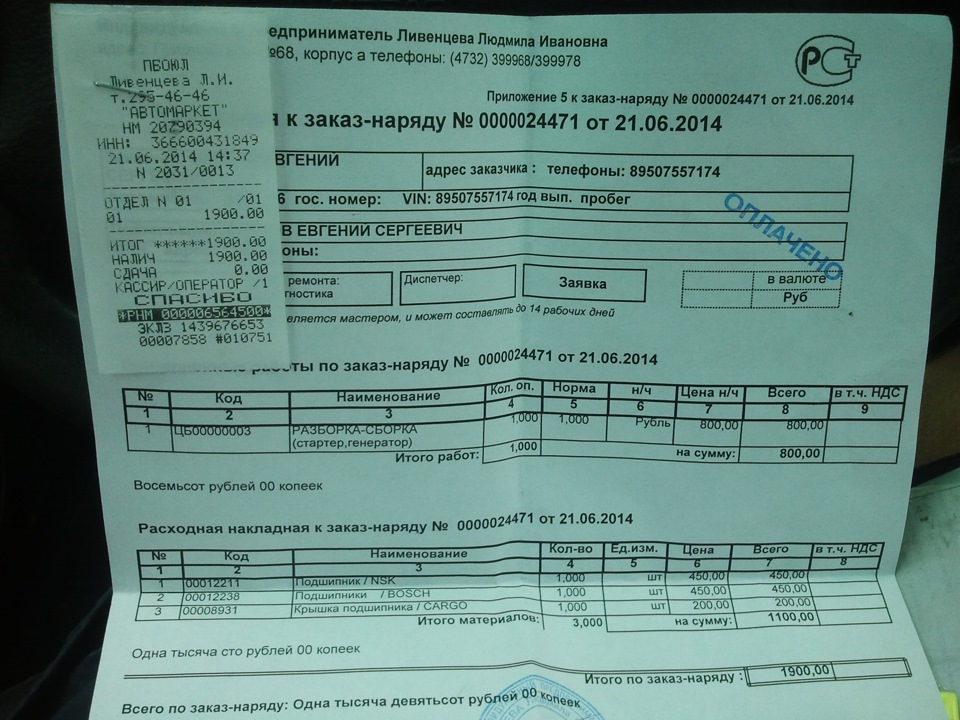 ПБОЮЛ
Ливенцева Л.И.
т.295-46-46
"АВТОМАРКЕТ"
НМ 20290394
ИНН: 366600431849
21.06.2014 14:37
N 2031/0013
ОТДЕЛ N 01 /01
01 1900.00
ИТОГ ******1900.00
НАЛИЧ 1900.00
СДАЧА 0.00
КАССИР/ОПЕРАТОР /1
СПАСИБО
*РНМ 000006564500*
ЭКЛЗ 1439676653
00007858 #010751
едприниматель Ливенцева Людмила Ивановна
№68, корпус а телефоны: (4732) 399968/399978
РСТ
Приложение 5 к заказ-наряду № 0000024471 от 21.06.2014
я к заказ-наряду № 0000024471 от 21.06.2014
ВГЕНИЙ
адрес заказчика : телефоны: 89507557174
6 гос. номер: VIN: 89507557174 год вып. пробег
ОПЛАЧЕНО
В ЕВГЕНИЙ СЕРГЕЕВИЧ
оны:
ремонта:
гностика
Диспетчер:
Заявка
в валюте
Руб
еляется мастером, и может составлять до 14 рабочих дней
ные работы по заказ-наряду № 0000024471 от 21.06.2014
№ Код Наименование Кол. оп. Норма н/ч Цена н/ч Всего в т.ч. НДС
1 2 3 4 5 6 7 8 9
1 ЦБ00000003 РАЗБОРКА-СБОРКА 1,000 1,000 Рубль 800,00 800,00
(стартер,генератор)
Итого работ: 1,000 на сумму: 800,00
Восемьсот рублей 00 копеек
Расходная накладная к заказ-наряду № 0000024471 от 21.06.2014
№ Код Наименование Кол-во Ед.изм. Цена Всего в т.ч. НДС
1 2 3 4 5 6 7 8
1 00012211 Подшипник / NSK 1,000 шт 450,00 450,00
2 00012238 Подшипники / BOSCH 1,000 шт 450,00 450,00
3 00008931 Крышка подшипника / CARGO 1,000 шт 200,00 200,00
Итого материалов: 3,000 на сумму: 1100,00
Одна тысяча сто рублей 00 копеек
Итого по заказ-наряду : 1900,00
Всего по заказ-наряду: Одна тысяча девятьсот рублей 00 копеек